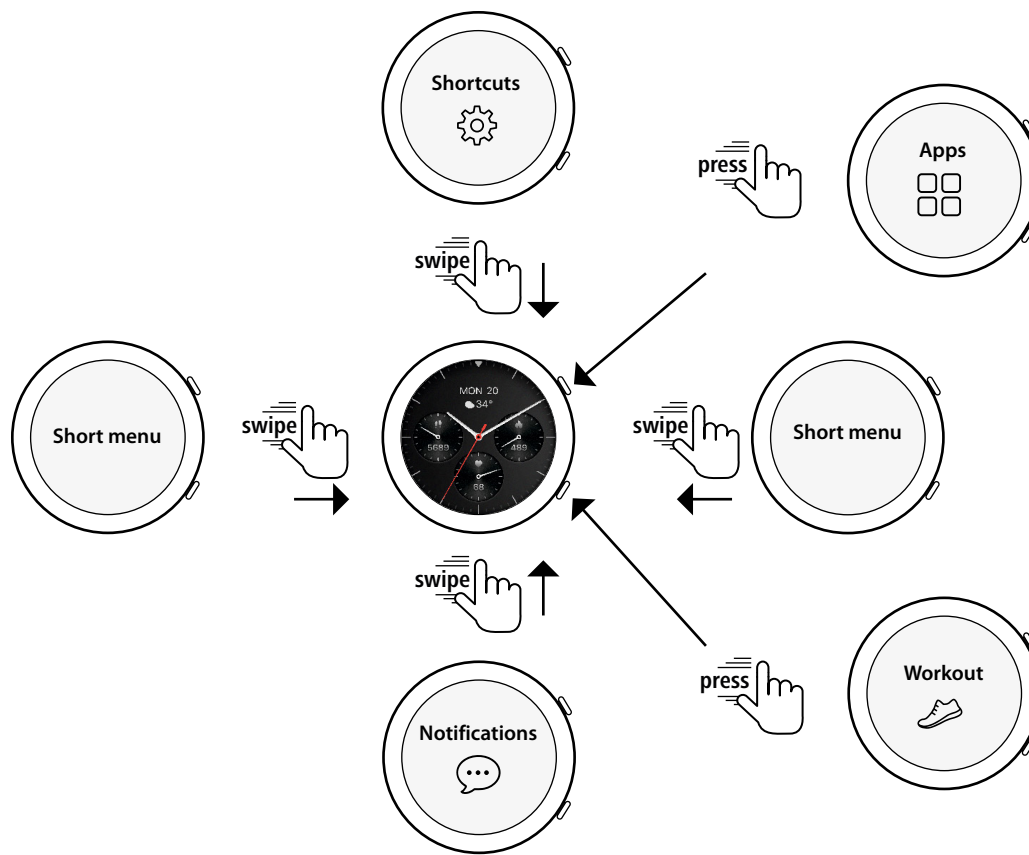 Shortcuts
press
Apps
swipe
MON 20
34°
Short menu
swipe
5689
489
68
swipe
Short menu
swipe
press
Workout
Notifications